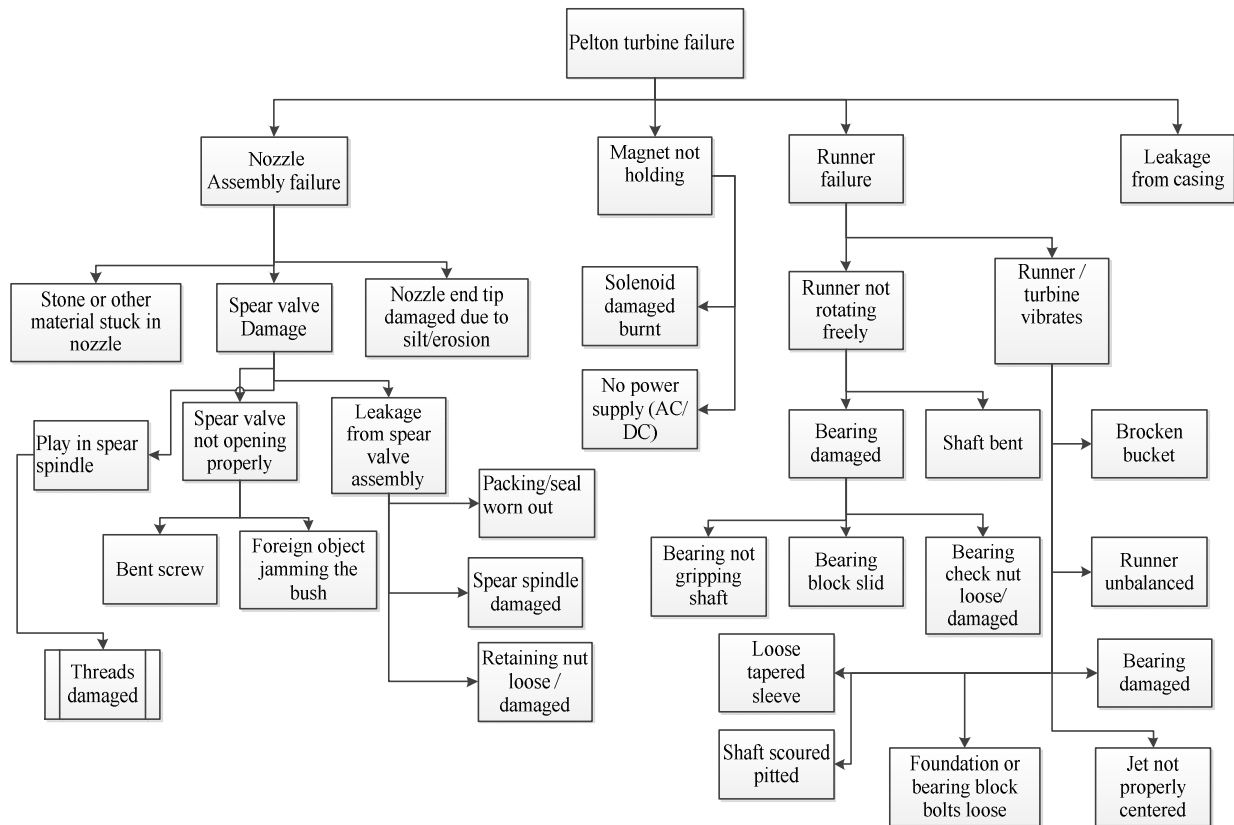 Pelton turbine failure
Nozzle
Assembly failure
Magnet not
holding
Runner
failure
Leakage
from casing
Stone or other
material stuck in
nozzle
Spear valve
Damage
Nozzle end tip
damaged due to
silt/erosion
Solenoid
damaged
burnt
Runner not
rotating
freely
Runner /
turbine
vibrates
No power
supply (AC/
DC)
Play in spear
spindle
Spear valve
not opening
properly
Leakage
from spear
valve
assembly
Bearing
damaged
Shaft bent
Brocken
bucket
Packing/seal
worn out
Bent screw
Foreign object
jamming the
bush
Bearing not
gripping
shaft
Bearing
block slid
Bearing
check nut
loose/
damaged
Runner
unbalanced
Spear spindle
damaged
Threads
damaged
Retaining nut
loose /
damaged
Loose
tapered
sleeve
Bearing
damaged
Shaft scoured
pitted
Foundation or
bearing block
bolts loose
Jet not
properly
centered